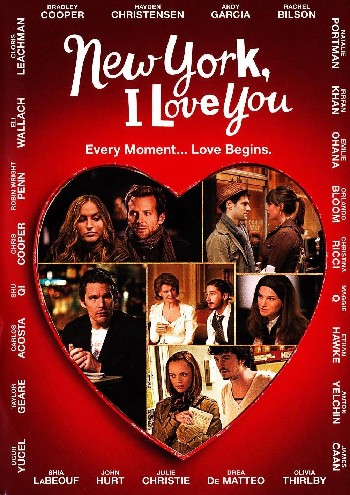 BRADLEY COOPER
HAYDEN CHRISTENSEN
ANDY GARCIA
RACHEL BILSON
New York,
I Love You
Every Moment... Love Begins.
CLORIS LEACHMAN
ELI WALLACH
ROBIN WRIGHT PENN
CHRIS COOPER
SHU QI
CARLOS ACOSTA
TAYLOR GEARE
UGUR YUCEL
NATALIE PORTMAN
IRRFAN KHAN
EMILIE OHANA
ORLANDO BLOOM
CHRISTINA RICCI
MAGGIE Q
ETHAN HAWKE
ANTON YELCHIN
JAMES CAAN
SHIA LABEOUF
JOHN HURT
JULIE CHRISTIE
DREA DE MATTEO
OLIVIA THIRLBY